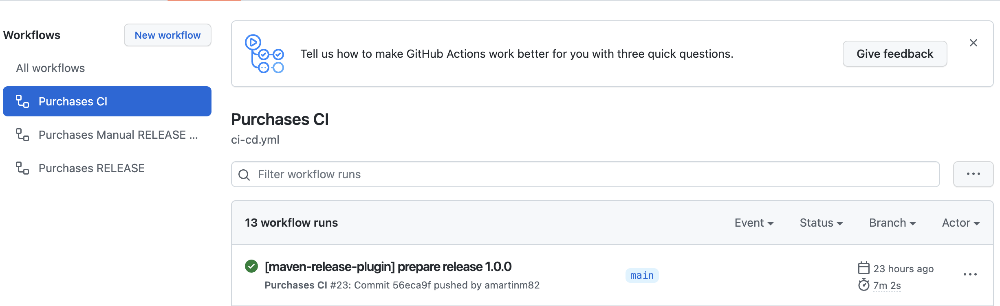 Workflows
New workflow
All workflows
Purchases CI
Purchases Manual RELEASE ...
Purchases RELEASE
Tell us how to make GitHub Actions work better for you with three quick questions.
Give feedback
Purchases CI
ci-cd.yml
Filter workflow runs
13 workflow runs
Event
Status
Branch
Actor
[maven-release-plugin] prepare release 1.0.0
Purchases CI #23: Commit 56eca9f pushed by amartinm82
main
23 hours ago
7m 2s